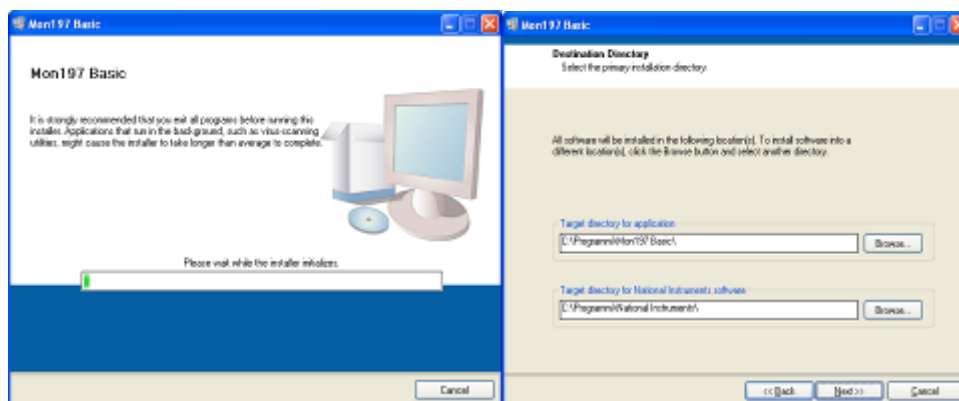 Mon197 Basic
Mon197 Basic
It is strongly recommended that you exit all programs before running this
installer. Applications that run in the background, such as virus-scanning
utilities, might cause the installer to take longer than average to complete.
Please wait while the installer initializes.
Cancel
Mon197 Basic
Destination Directory
Select the primary installation directory.
All software will be installed in the following location(s). To install software into a
different location(s), click the Browse button and select another directory.
Target directory for application
C:\Programmi\Mon197 Basic\
Browse...
Target directory for National Instruments software
C:\Programmi\National Instruments\
Browse...
<< Back
Next >>
Cancel